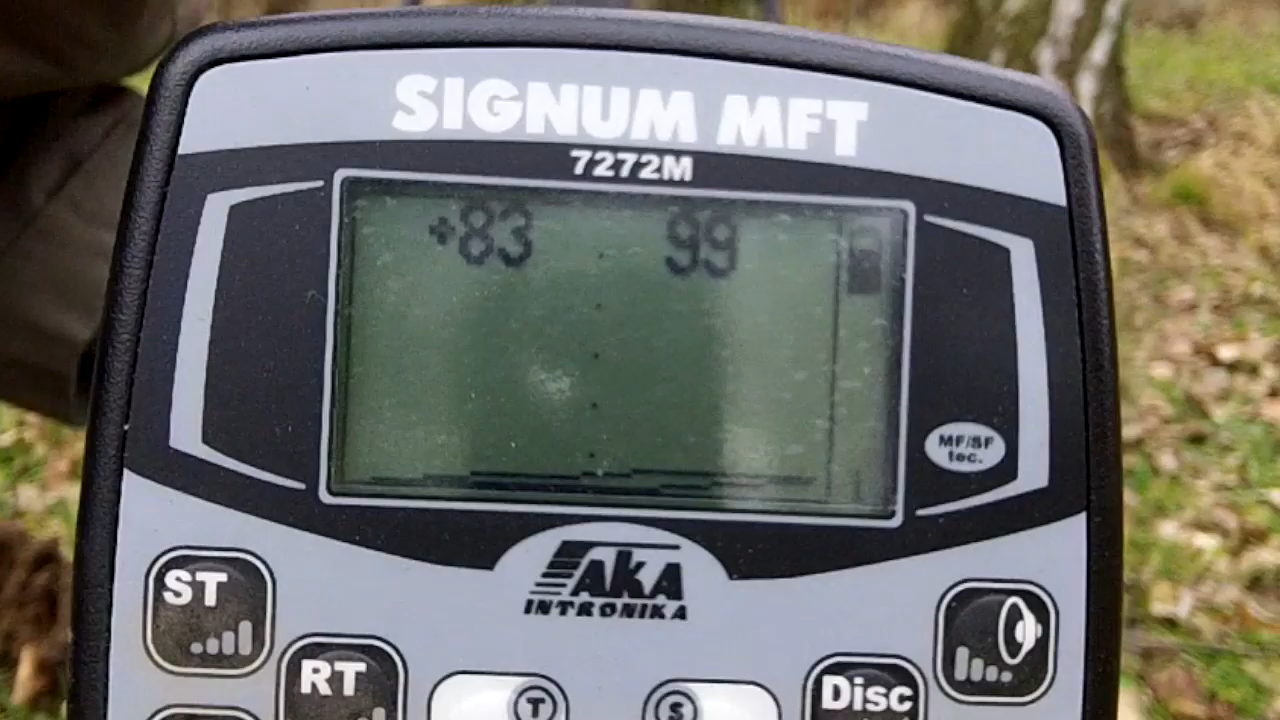 SIGNUM MFT
7272M
+83 99
MF/SF
tec.
AKA
INTRONIKA
ST
RT
T
S
Disc